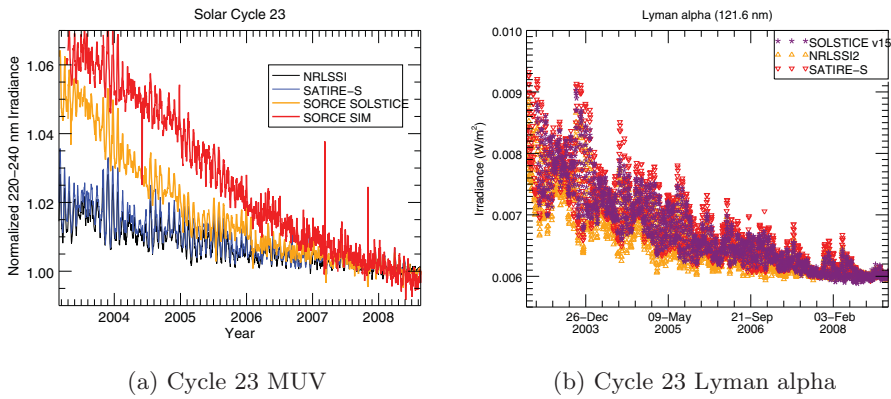 Solar Cycle 23
Normalized 220–240 nm Irradiance
1.06
1.04
1.02
1.00
NRLSSI
SATIRE–S
SORCE SOLSTICE
SORCE SIM
2004 2005 2006 2007 2008
Year
(a) Cycle 23 MUV
Lyman alpha (121.6 nm)
Irradiance (W/m²)
0.010
0.009
0.008
0.007
0.006
SOLSTICE v15
NRLSSI2
SATIRE–S
26–Dec 09–May 21–Sep 03–Feb
2003 2005 2006 2008
(b) Cycle 23 Lyman alpha